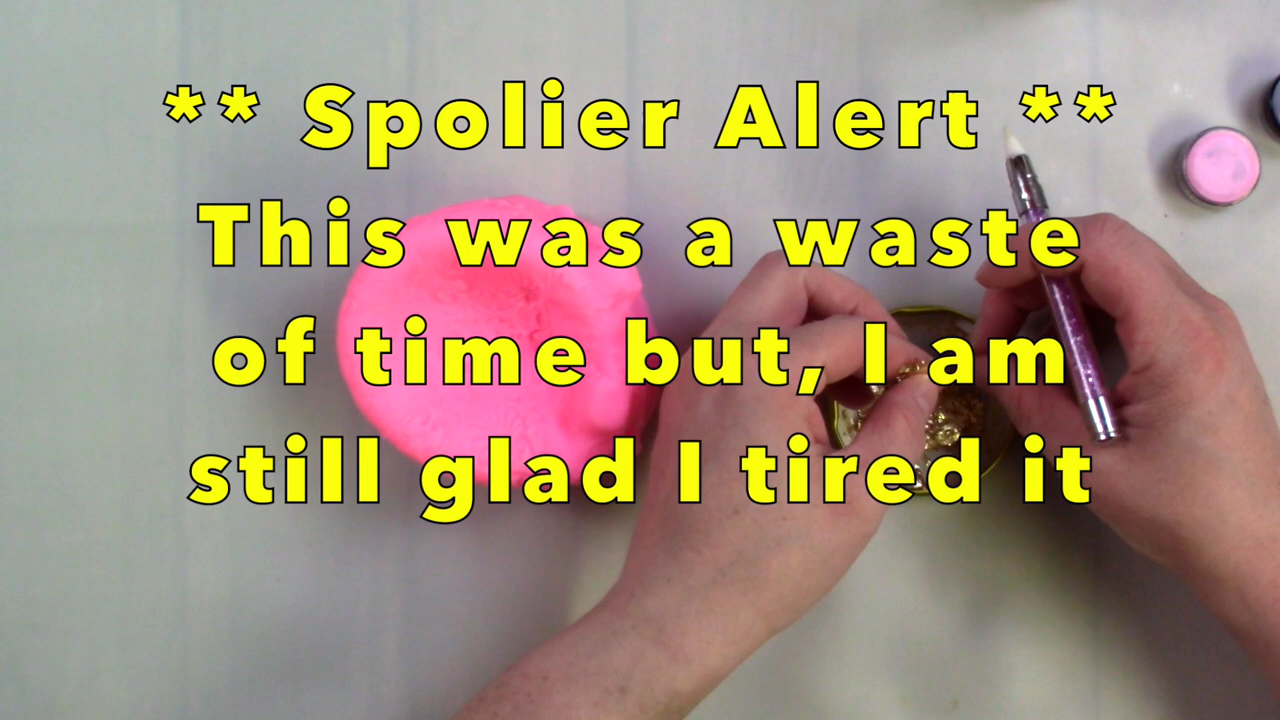 ** Spolier Alert **
This was a waste
of time but, I am
still glad I tired it